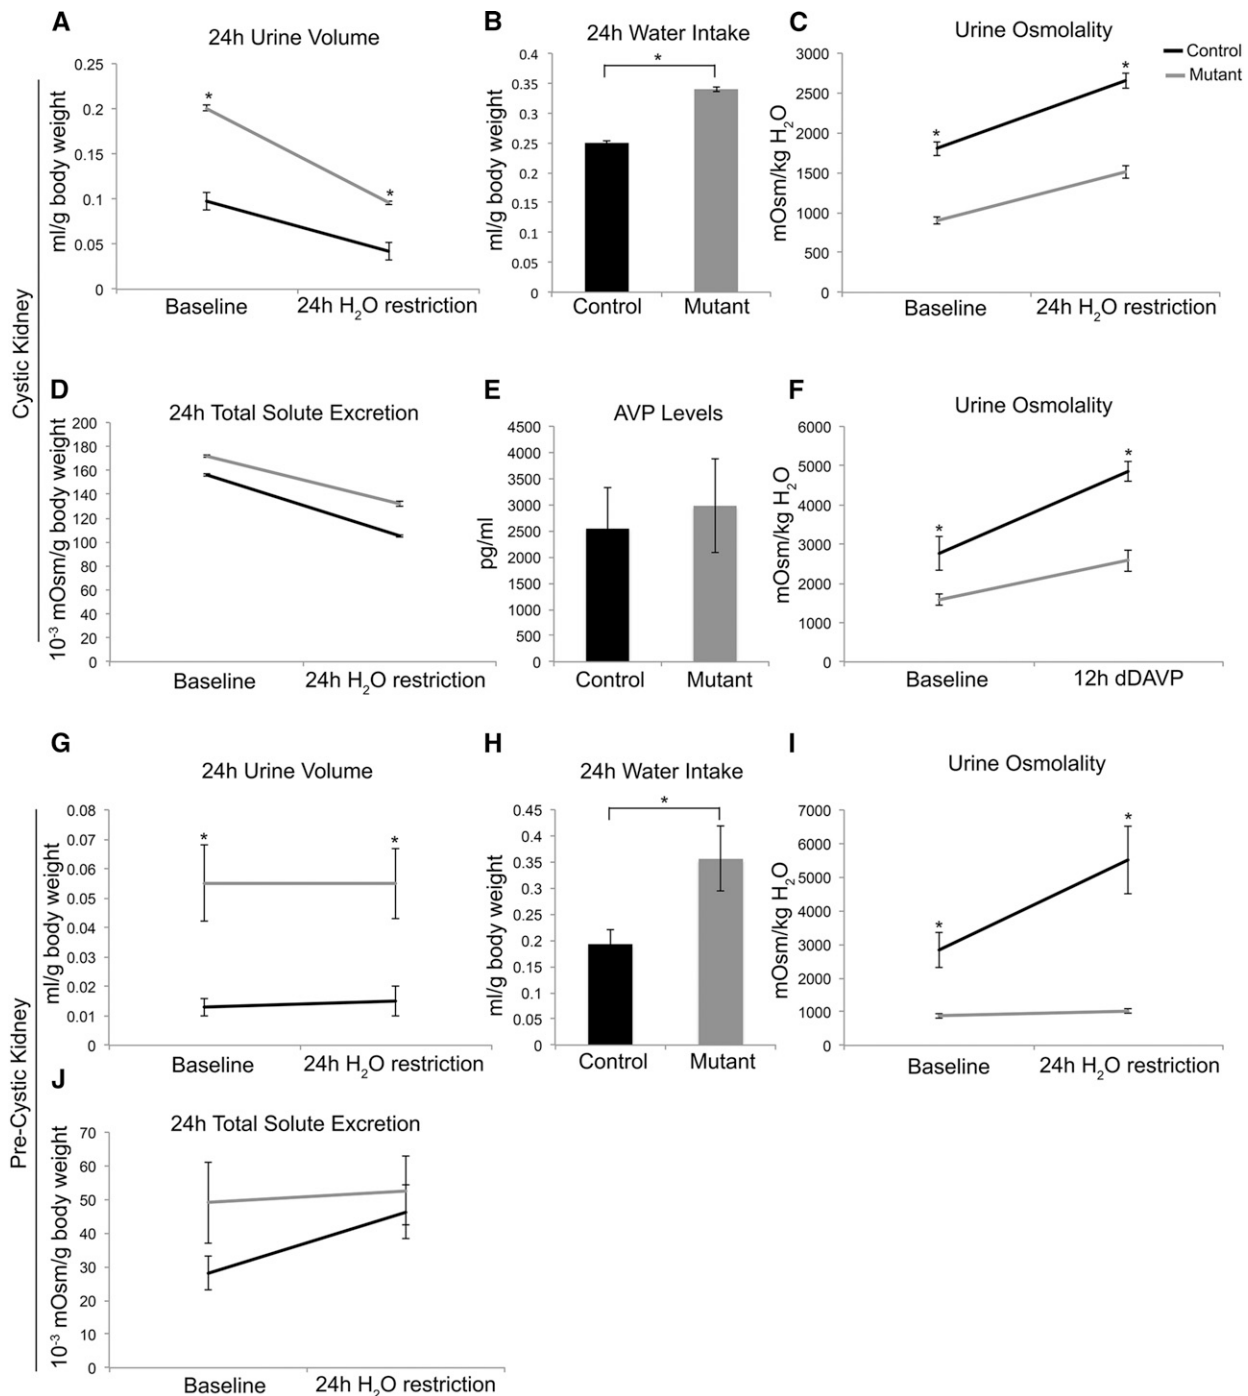 A
24h Urine Volume
ml/g body weight
0.25
0.2
0.15
0.1
0.05
0
*
*
Baseline
24h H₂O restriction
B
24h Water Intake
ml/g body weight
0.4
0.35
0.3
0.25
0.2
0.15
0.1
0.05
0
*
Control
Mutant
C
Urine Osmolality
Control
Mutant
mOsm/kg H₂O
3000
2500
2000
1500
1000
500
0
*
*
Baseline
24h H₂O restriction
Cystic Kidney
D
24h Total Solute Excretion
10⁻³ mOsm/g body weight
200
180
160
140
120
100
80
60
40
20
0
Baseline
24h H₂O restriction
E
AVP Levels
pg/ml
4500
4000
3500
3000
2500
2000
1500
1000
500
0
Control
Mutant
F
Urine Osmolality
mOsm/kg H₂O
6000
5000
4000
3000
2000
1000
0
*
*
Baseline
12h dDAVP
G
24h Urine Volume
ml/g body weight
0.08
0.07
0.06
0.05
0.04
0.03
0.02
0.01
0
*
*
Baseline
24h H₂O restriction
H
24h Water Intake
ml/g body weight
0.45
0.4
0.35
0.3
0.25
0.2
0.15
0.1
0.05
0
*
Control
Mutant
I
Urine Osmolality
mOsm/kg H₂O
7000
6000
5000
4000
3000
2000
1000
0
*
*
Baseline
24h H₂O restriction
Pre-Cystic Kidney
J
24h Total Solute Excretion
10⁻³ mOsm/g body weight
70
60
50
40
30
20
10
0
Baseline
24h H₂O restriction